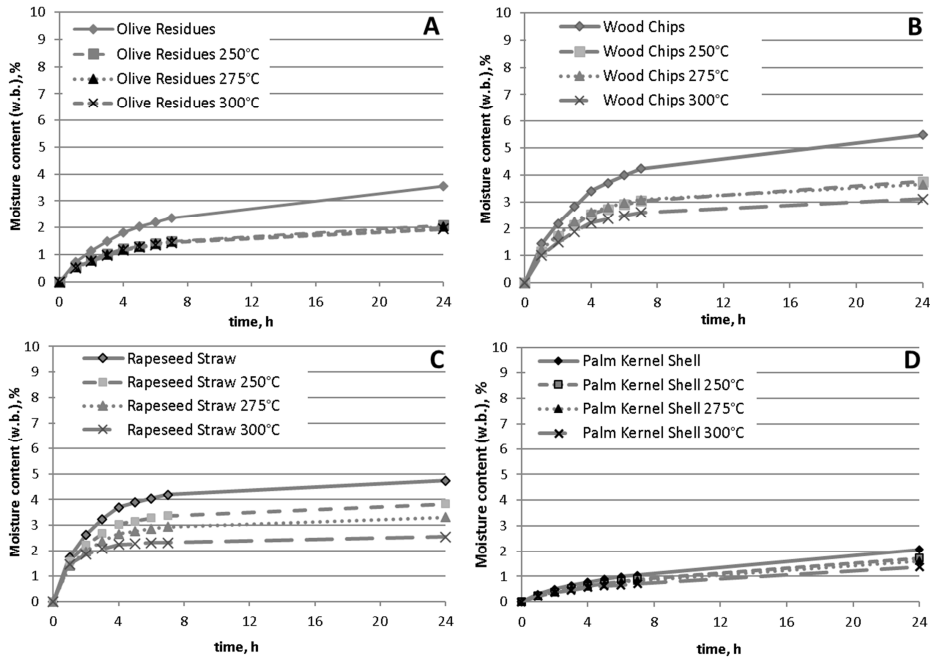 A
Olive Residues
Olive Residues 250°C
Olive Residues 275°C
Olive Residues 300°C
Moisture content (w.b.), %
10
9
8
7
6
5
4
3
2
1
0
0 4 8 12 16 20 24
time, h
B
Wood Chips
Wood Chips 250°C
Wood Chips 275°C
Wood Chips 300°C
Moisture content (w.b.),%
10
9
8
7
6
5
4
3
2
1
0
0 4 8 12 16 20 24
time, h
C
Rapeseed Straw
Rapeseed Straw 250°C
Rapeseed Straw 275°C
Rapeseed Straw 300°C
Moisture content (w.b.), %
10
9
8
7
6
5
4
3
2
1
0
0 4 8 12 16 20 24
time, h
D
Palm Kernel Shell
Palm Kernel Shell 250°C
Palm Kernel Shell 275°C
Palm Kernel Shell 300°C
Moisture content (w.b.), %
10
9
8
7
6
5
4
3
2
1
0
0 4 8 12 16 20 24
time, h